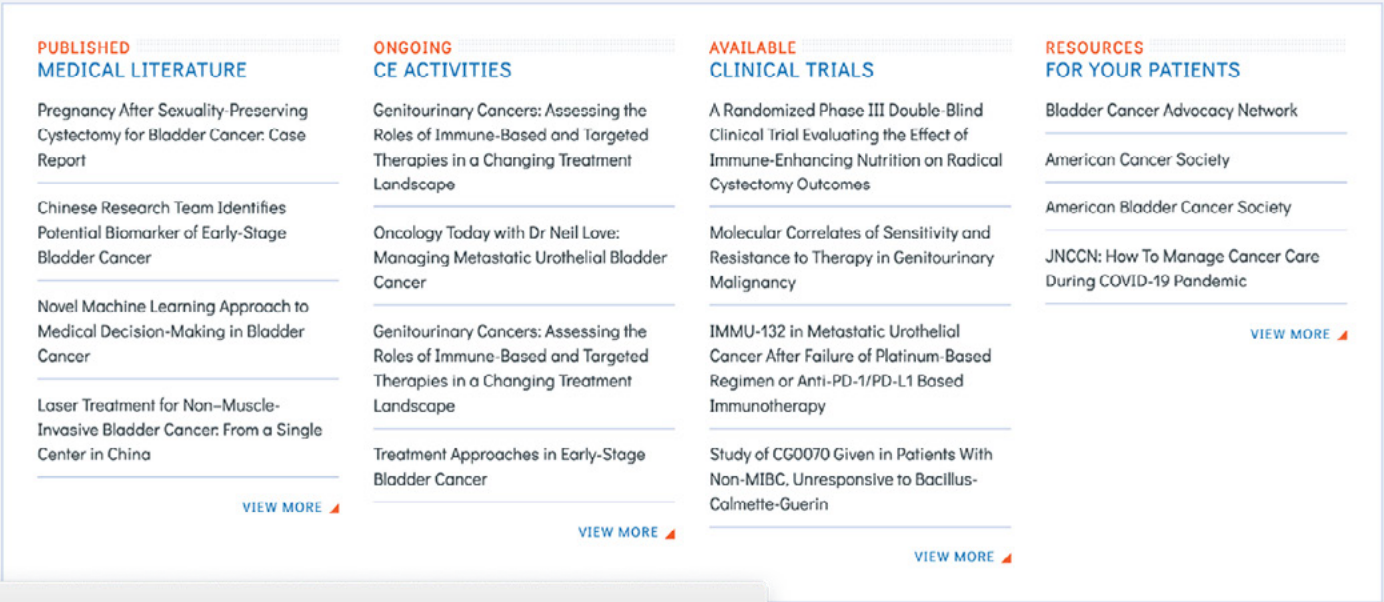 PUBLISHED
MEDICAL LITERATURE
Pregnancy After Sexuality-Preserving
Cystectomy for Bladder Cancer: Case
Report
Chinese Research Team Identifies
Potential Biomarker of Early-Stage
Bladder Cancer
Novel Machine Learning Approach to
Medical Decision-Making in Bladder
Cancer
Laser Treatment for Non–Muscle-
Invasive Bladder Cancer: From a Single
Center in China
VIEW MORE
ONGOING
CE ACTIVITIES
Genitourinary Cancers: Assessing the
Roles of Immune-Based and Targeted
Therapies in a Changing Treatment
Landscape
Oncology Today with Dr Neil Love:
Managing Metastatic Urothelial Bladder
Cancer
Genitourinary Cancers: Assessing the
Roles of Immune-Based and Targeted
Therapies in a Changing Treatment
Landscape
Treatment Approaches in Early-Stage
Bladder Cancer
VIEW MORE
AVAILABLE
CLINICAL TRIALS
A Randomized Phase III Double-Blind
Clinical Trial Evaluating the Effect of
Immune-Enhancing Nutrition on Radical
Cystectomy Outcomes
Molecular Correlates of Sensitivity and
Resistance to Therapy in Genitourinary
Malignancy
IMMU-132 in Metastatic Urothelial
Cancer After Failure of Platinum-Based
Regimen or Anti-PD-1/PD-L1 Based
Immunotherapy
Study of CG0070 Given in Patients With
Non-MIBC, Unresponsive to Bacillus-
Calmette-Guerin
VIEW MORE
RESOURCES
FOR YOUR PATIENTS
Bladder Cancer Advocacy Network
American Cancer Society
American Bladder Cancer Society
JNCCN: How To Manage Cancer Care
During COVID-19 Pandemic
VIEW MORE